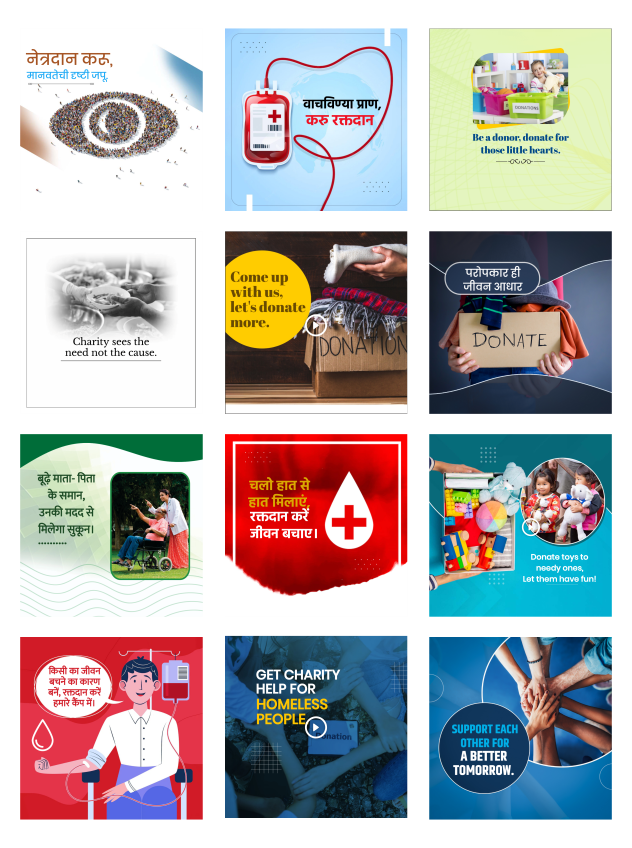 नेत्रदान करू,
मानवतेची दृष्टी जपू.
वाचविण्या प्राण,
करू रक्तदान
DONATIONS
Be a donor, donate for
those little hearts.
Charity sees the
need not the cause.
Come up
with us,
let's donate
more.
DONATION
परोपकार ही
जीवन आधार
DONATE
बूढ़े माता- पिता
के समान,
उनकी मदद से
मिलेगा सुकून।
चलो हात से
हात मिलाएं,
रक्तदान करें
जीवन बचाए।
Donate toys to
needy ones,
Let them have fun!
किसी का जीवन
बचने का कारण
बनें, रक्तदान करें
हमारे कैंप में।
GET CHARITY
HELP FOR
HOMELESS
PEOPLE
Donation
SUPPORT EACH
OTHER FOR
A BETTER
TOMORROW.